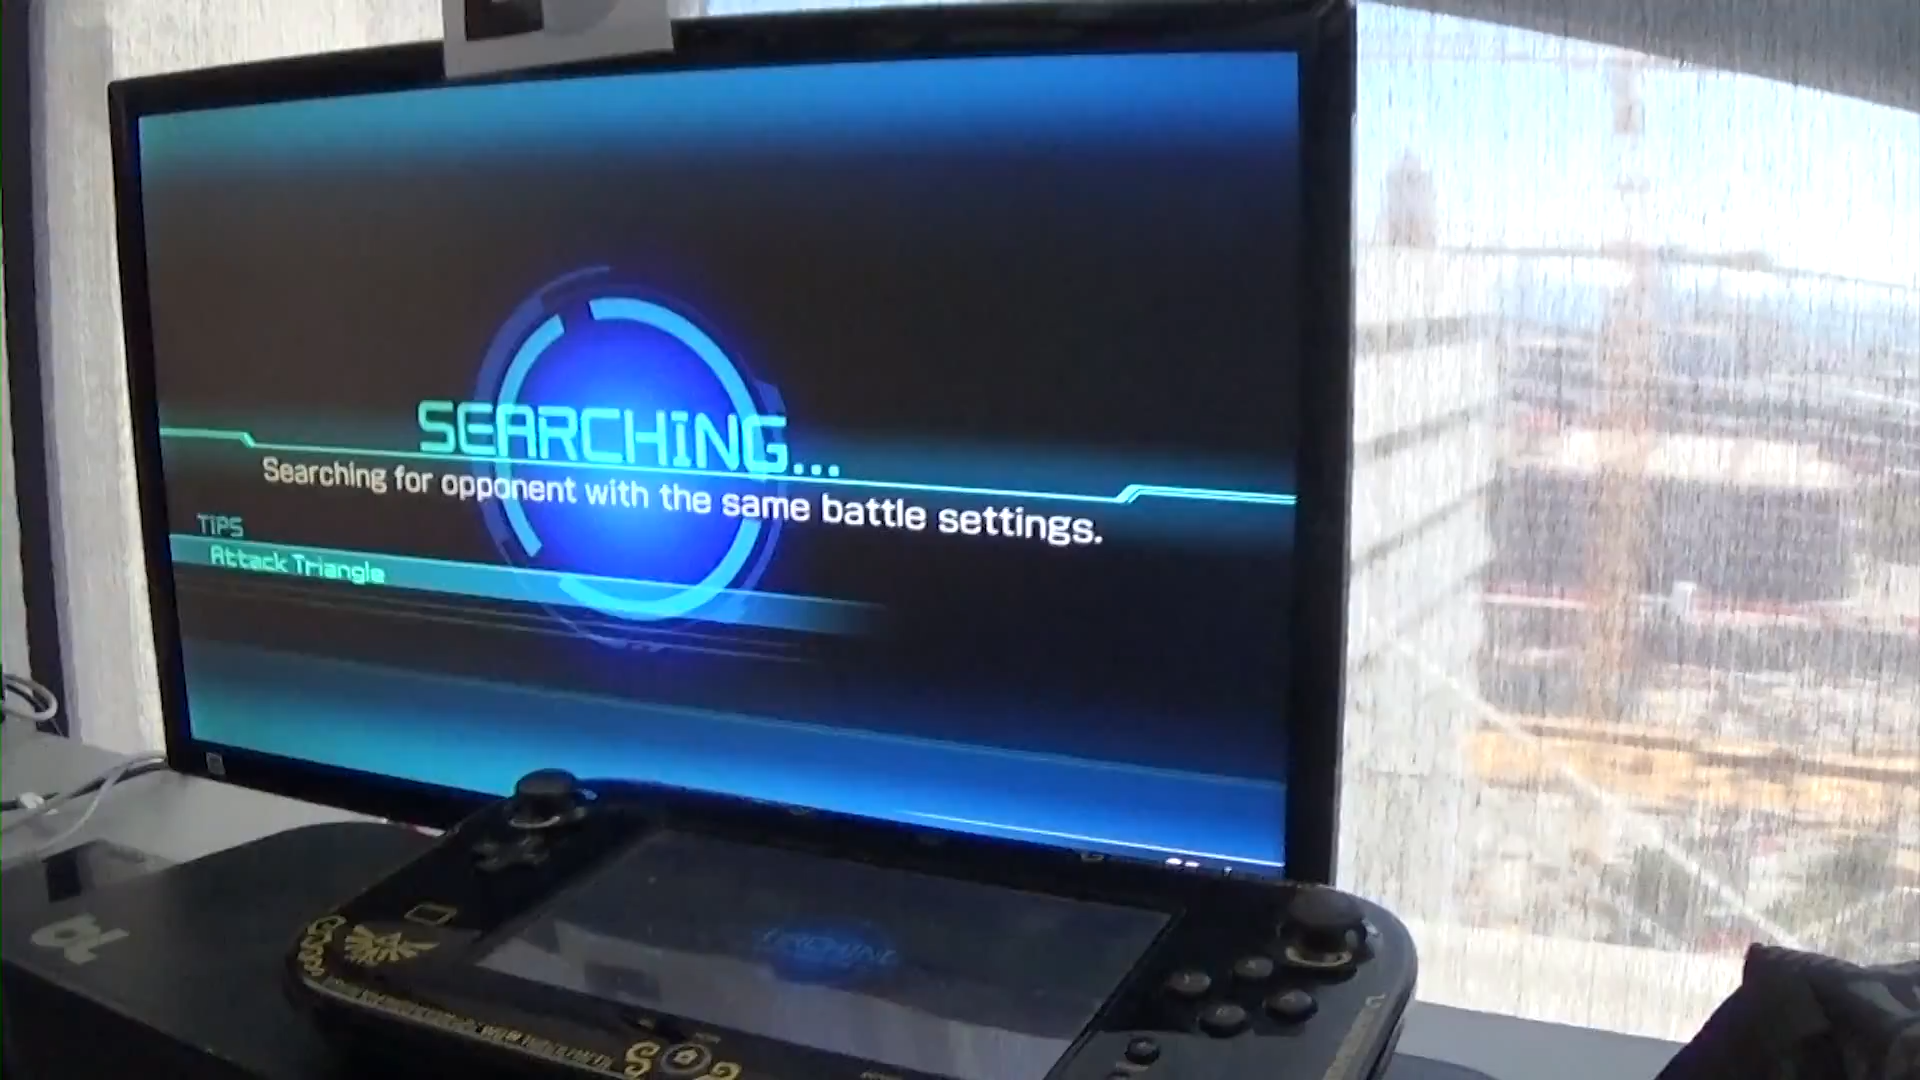 SEARCHING...
Searching for opponent with the same battle settings.
TIPS
Attack Triangle